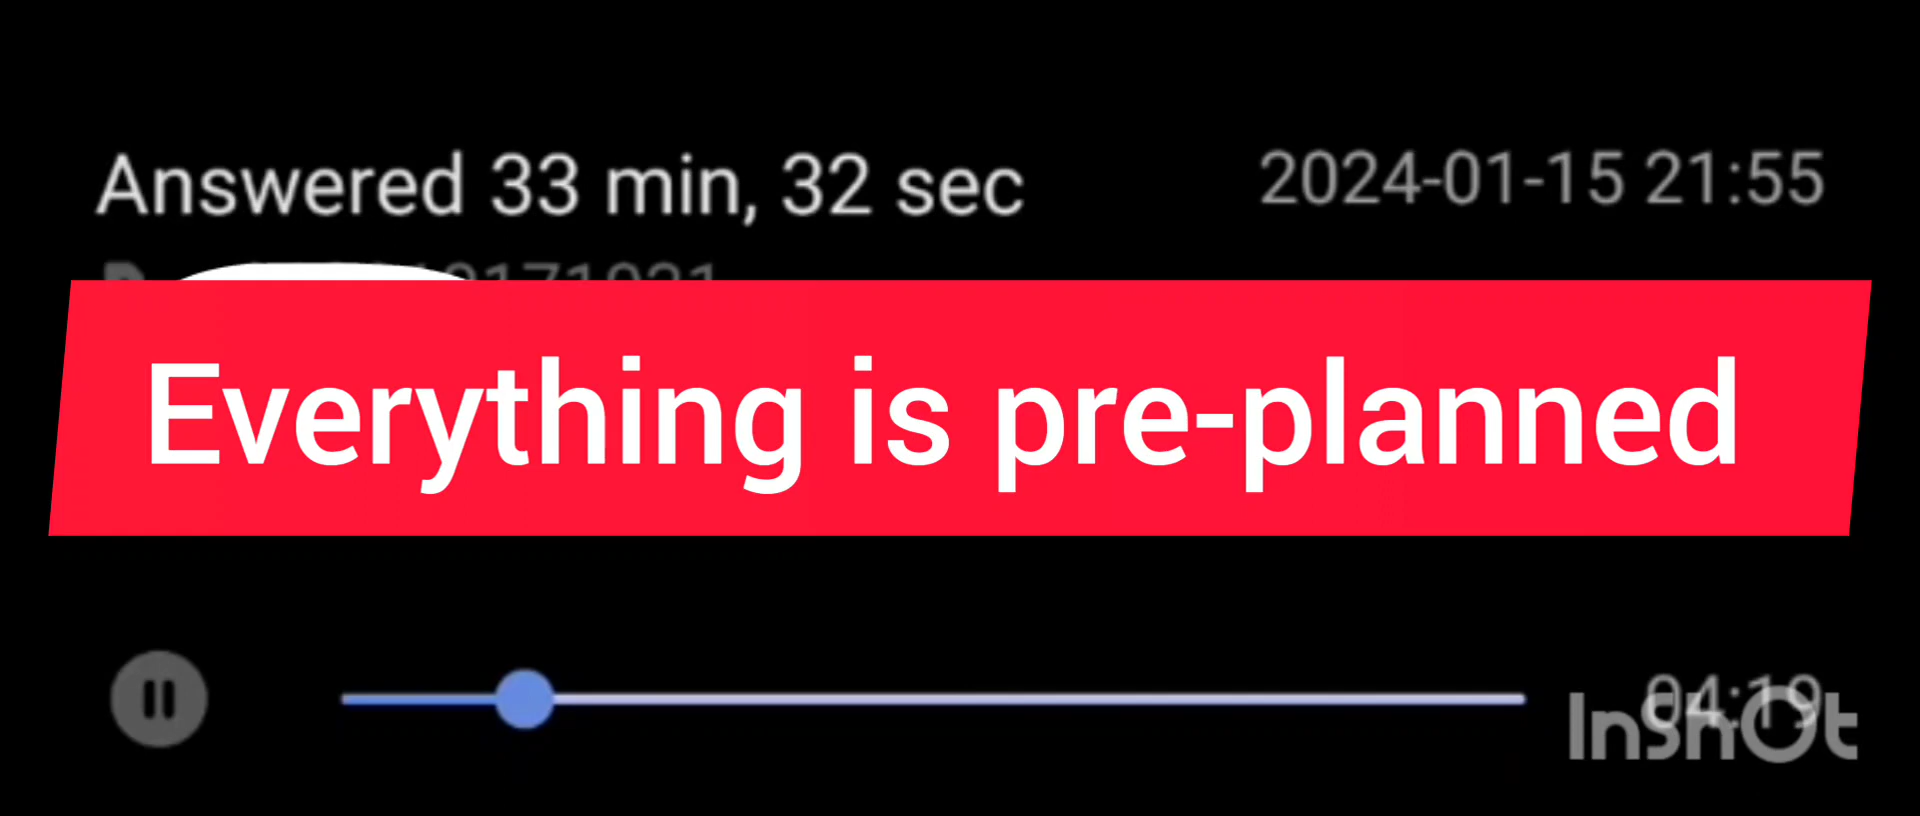 Answered 33 min, 32 sec
2024-01-15 21:55
Everything is pre-planned
04:19
InShOt